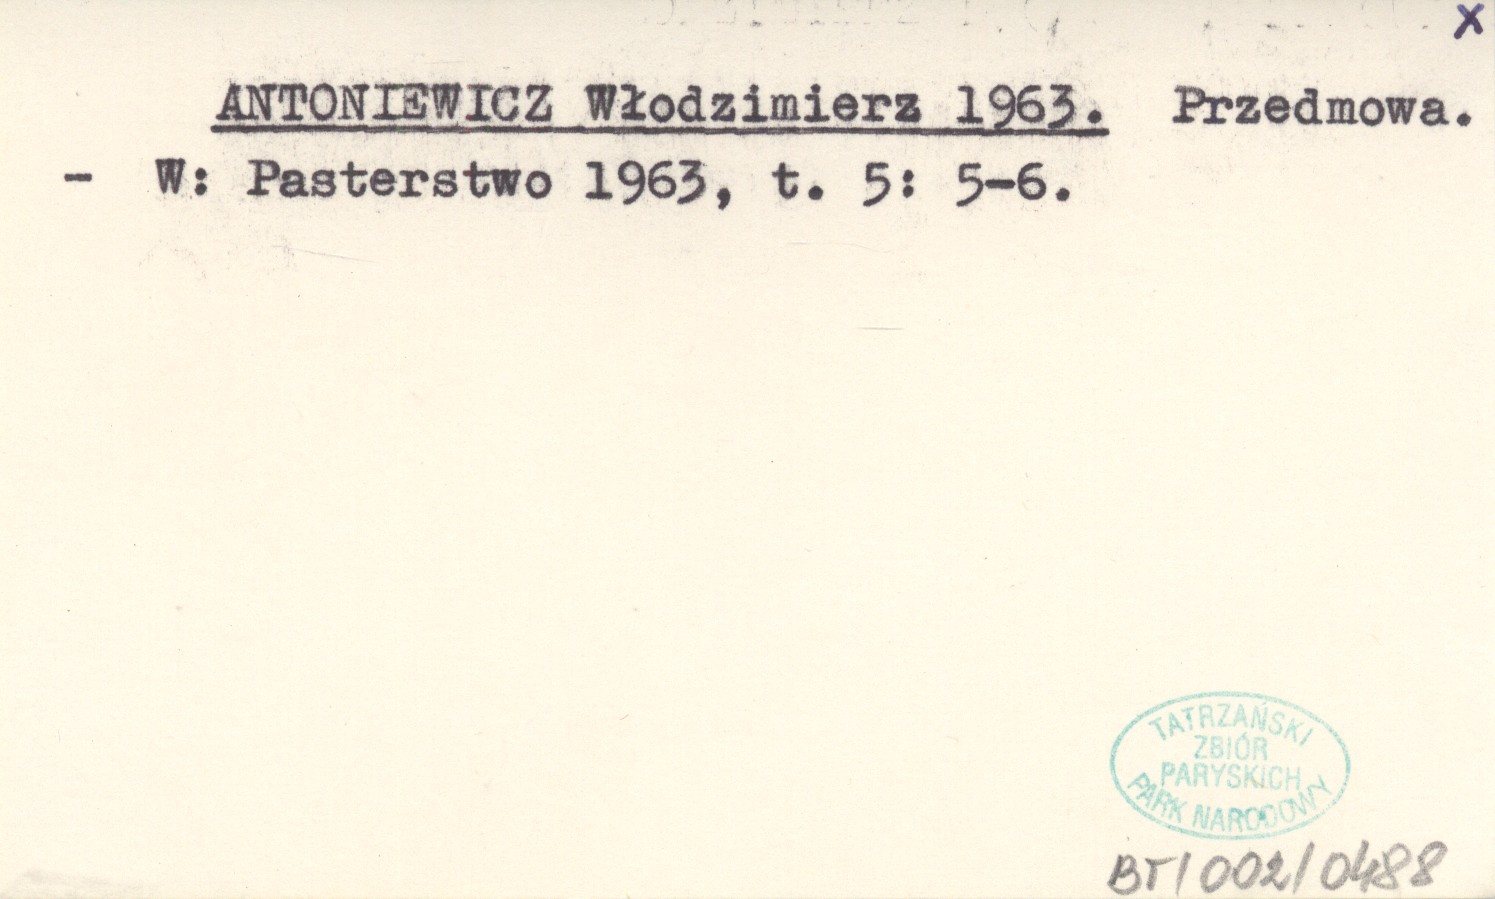 x
ANTONIEWICZ Włodzimierz 1963. Przedmowa.
- W: Pasterstwo 1963, t. 5: 5-6.
TATRZAŃSKI
ZBIÓR
PARYSKICH
PARK NARODOWY
BT/002/0488